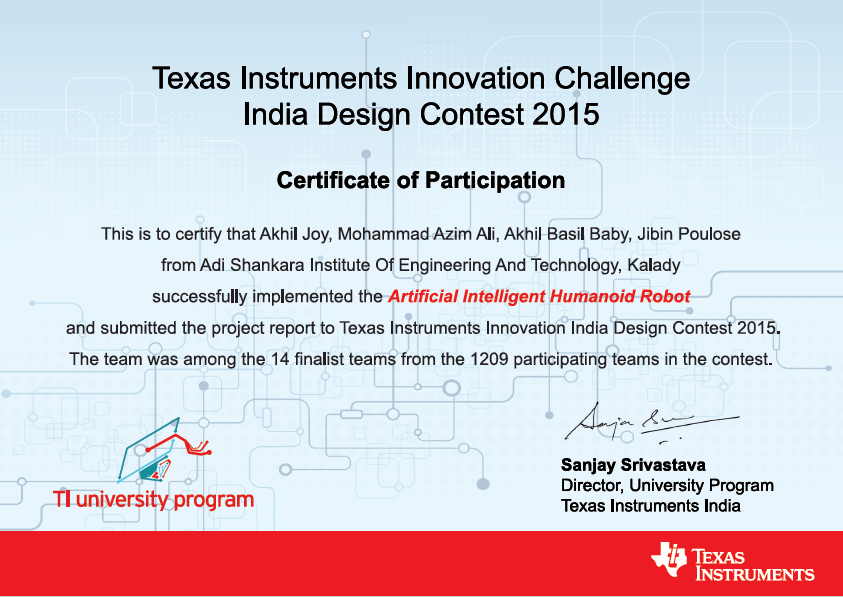 Texas Instruments Innovation Challenge
India Design Contest 2015
Certificate of Participation
This is to certify that Akhil Joy, Mohammad Azim Ali, Akhil Basil Baby, Jibin Poulose
from Adi Shankara Institute Of Engineering And Technology, Kalady
successfully implemented the Artificial Intelligent Humanoid Robot
and submitted the project report to Texas Instruments Innovation India Design Contest 2015.
The team was among the 14 finalist teams from the 1209 participating teams in the contest.
TI university program
Sanjay Srivastava
Director, University Program
Texas Instruments India
TEXAS
INSTRUMENTS